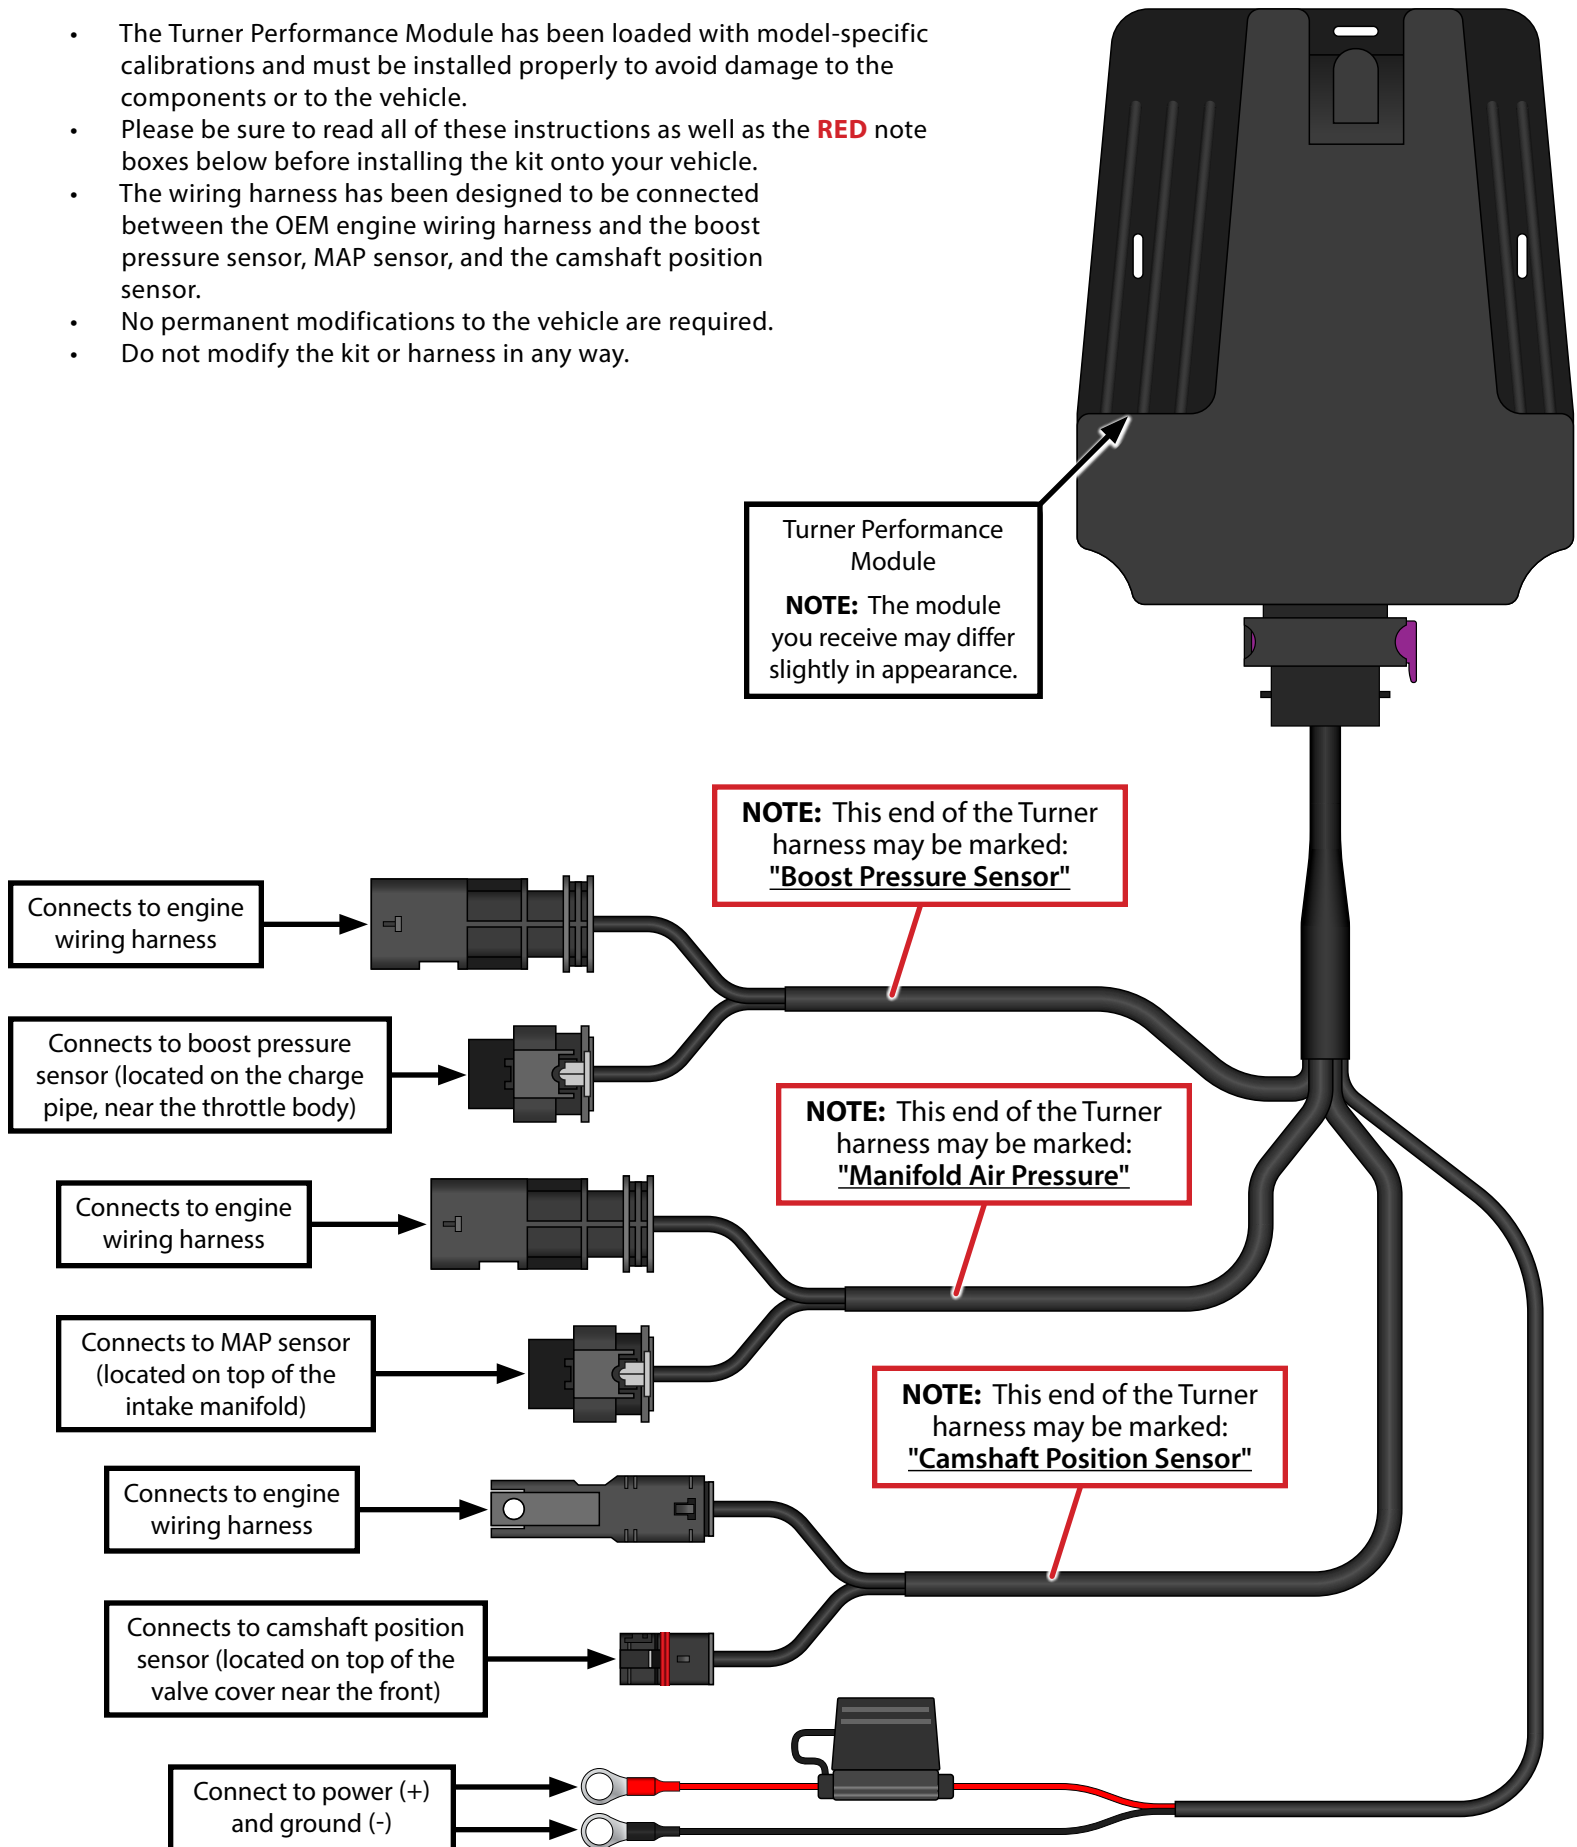 • The Turner Performance Module has been loaded with model-specific
calibrations and must be installed properly to avoid damage to the
components or to the vehicle.
• Please be sure to read all of these instructions as well as the RED note
boxes below before installing the kit onto your vehicle.
• The wiring harness has been designed to be connected
between the OEM engine wiring harness and the boost
pressure sensor, MAP sensor, and the camshaft position
sensor.
• No permanent modifications to the vehicle are required.
• Do not modify the kit or harness in any way.
Turner Performance
Module
NOTE: The module
you receive may differ
slightly in appearance.
NOTE: This end of the Turner
harness may be marked:
"Boost Pressure Sensor"
Connects to engine
wiring harness
Connects to boost pressure
sensor (located on the charge
pipe, near the throttle body)
NOTE: This end of the Turner
harness may be marked:
"Manifold Air Pressure"
Connects to engine
wiring harness
Connects to MAP sensor
(located on top of the
intake manifold)
NOTE: This end of the Turner
harness may be marked:
"Camshaft Position Sensor"
Connects to engine
wiring harness
Connects to camshaft position
sensor (located on top of the
valve cover near the front)
Connect to power (+)
and ground (-)